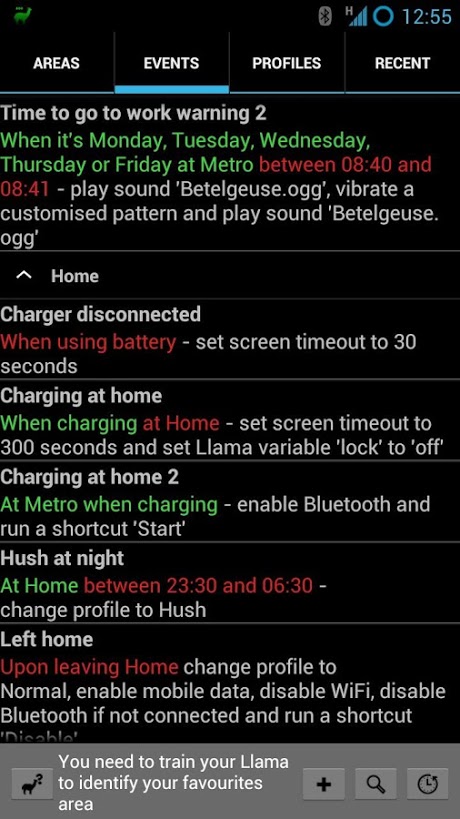 H 12:55
AREAS EVENTS PROFILES RECENT
Time to go to work warning 2
When it's Monday, Tuesday, Wednesday,
Thursday or Friday at Metro between 08:40 and
08:41 - play sound 'Betelgeuse.ogg', vibrate a
customised pattern and play sound 'Betelgeuse.
ogg'
Home
Charger disconnected
When using battery - set screen timeout to 30
seconds
Charging at home
When charging at Home - set screen timeout to
300 seconds and set Llama variable 'lock' to 'off'
Charging at home 2
At Metro when charging - enable Bluetooth and
run a shortcut 'Start'
Hush at night
At Home between 23:30 and 06:30 -
change profile to Hush
Left home
Upon leaving Home change profile to
Normal, enable mobile data, disable WiFi, disable
Bluetooth if not connected and run a shortcut
'Disable'
You need to train your Llama
to identify your favourites
area